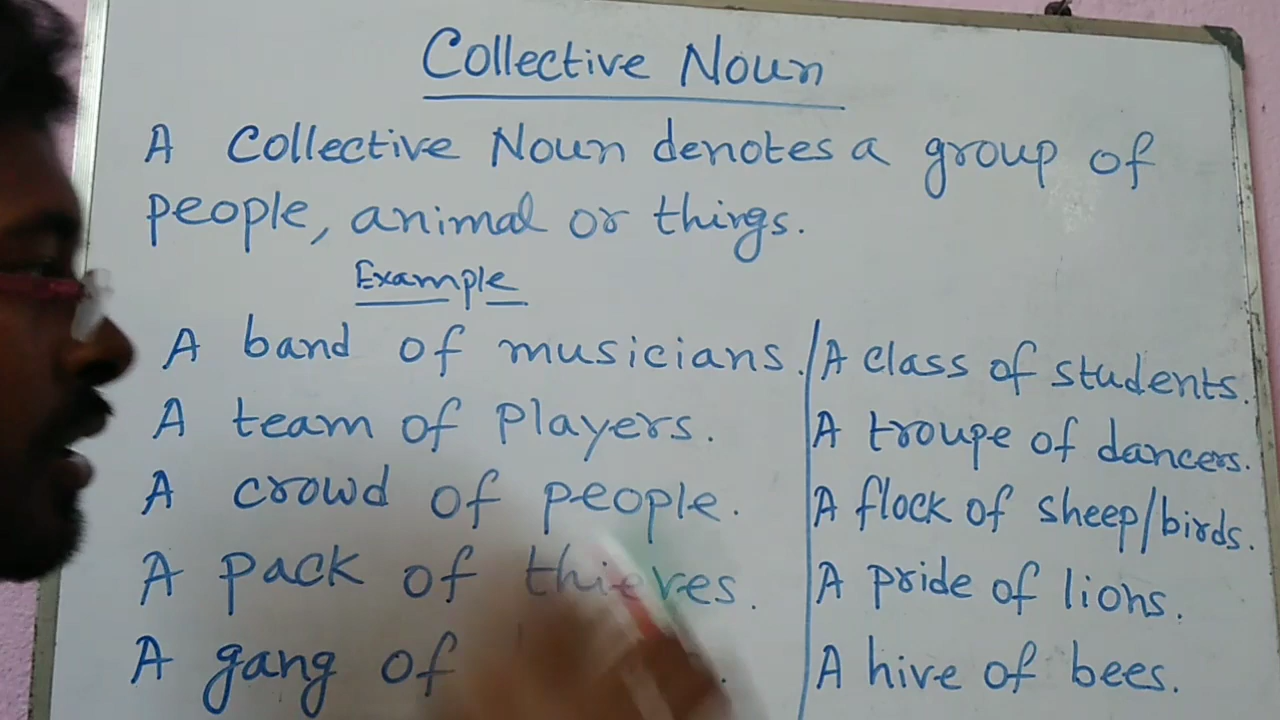 Collective Noun
A Collective Noun denotes a group of
people, animal or things.
Example
A band of musicians.
A team of players.
A crowd of people.
A pack of thieves.
A gang of
A class of students.
A troupe of dancers.
A flock of sheep/birds.
A pride of lions.
A hive of bees.